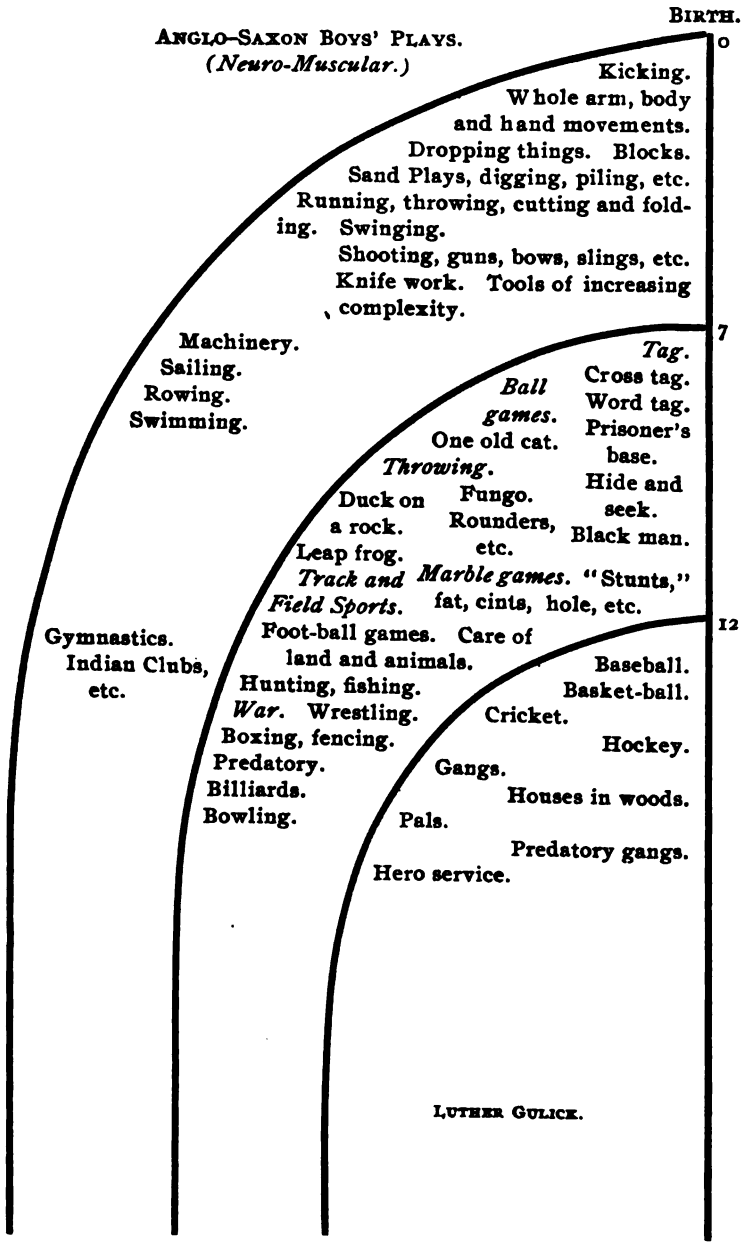 BIRTH.
0
ANGLO-SAXON BOYS' PLAYS.
(Neuro-Muscular.)
Kicking.
Whole arm, body
and hand movements.
Dropping things. Blocks.
Sand Plays, digging, piling, etc.
Running, throwing, cutting and fold-
ing. Swinging.
Shooting, guns, bows, slings, etc.
Knife work. Tools of increasing
complexity.
Machinery.
Sailing.
Rowing.
Swimming.
Gymnastics.
Indian Clubs,
etc.
7
Tag.
Cross tag.
Word tag.
Prisoner's
base.
Hide and
seek.
Black man.
Ball
games.
One old cat.
Throwing.
Fungo.
Rounders,
etc.
Duck on
a rock.
Leap frog.
Track and
Field Sports.
Marble games. "Stunts,"
fat, cints, hole, etc.
Foot-ball games. Care of
land and animals.
Hunting, fishing.
War. Wrestling.
Boxing, fencing.
Predatory.
Billiards.
Bowling.
12
Baseball.
Basket-ball.
Cricket.
Hockey.
Gangs.
Houses in woods.
Pals.
Predatory gangs.
Hero service.
LUTHER GULICK.